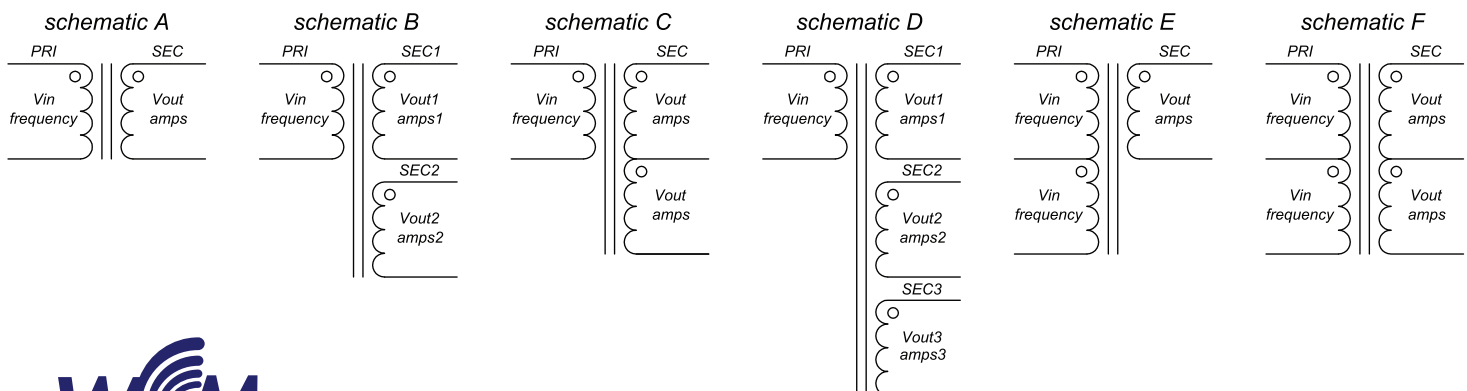 schematic A
PRI
SEC
Vin
frequency
Vout
amps
schematic B
PRI
SEC1
Vin
frequency
Vout1
amps1
SEC2
Vout2
amps2
schematic C
PRI
SEC
Vin
frequency
Vout
amps
Vout
amps
schematic D
PRI
SEC1
Vin
frequency
Vout1
amps1
SEC2
Vout2
amps2
SEC3
Vout3
amps3
schematic E
PRI
SEC
Vin
frequency
Vout
amps
Vin
frequency
schematic F
PRI
SEC
Vin
frequency
Vout
amps
Vin
frequency
Vout
amps